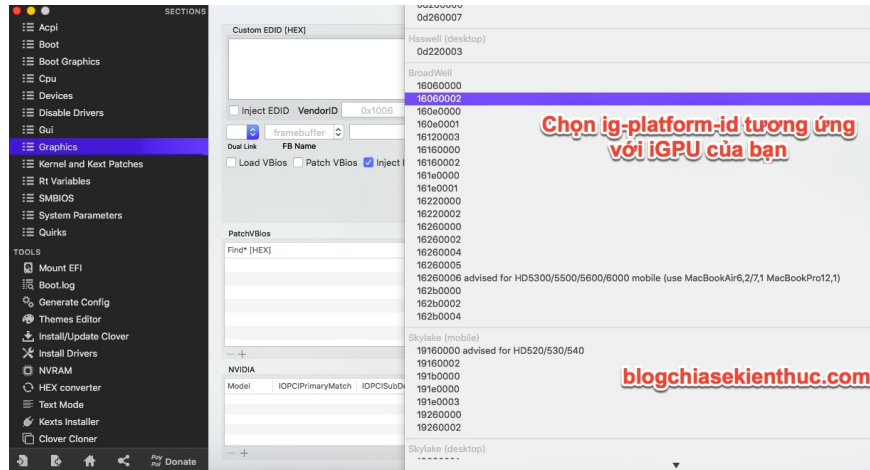 SECTIONS
Acpi
Boot
Boot Graphics
Cpu
Devices
Disable Drivers
Gui
Graphics
Kernel and Kext Patches
Rt Variables
SMBIOS
System Parameters
Quirks
TOOLS
Mount EFI
Boot.log
Generate Config
Themes Editor
Install/Update Clover
Install Drivers
NVRAM
HEX converter
Text Mode
Kexts Installer
Clover Cloner
Pay Pal Donate
Custom EDID [HEX]
Inject EDID VendorID 0x1006
framebuffer
Dual Link FB Name
Load VBios Patch VBios Inject
PatchVBios
Find* [HEX]
NVIDIA
Model IOPCIPrimaryMatch IOPCISubDe
0d260007
Haswell (desktop)
0d220003
BroadWell
16060000
16060002
160e0000
160e0001
16120003
16160000
16160002
161e0000
161e0001
16220000
16220002
16260000
16260002
16260004
16260005
16260006 advised for HD5300/5500/5600/6000 mobile (use MacBookAir6,2/7,1 MacBookPro12,1)
162b0000
162b0002
162b0004
Skylake (mobile)
19160000 advised for HD520/530/540
19160002
191b0000
191e0000
191e0003
19260000
19260002
Skylake (desktop)
Chọn ig-platform-id tương ứng
với iGPU của bạn
blogchiasekienthuc.com